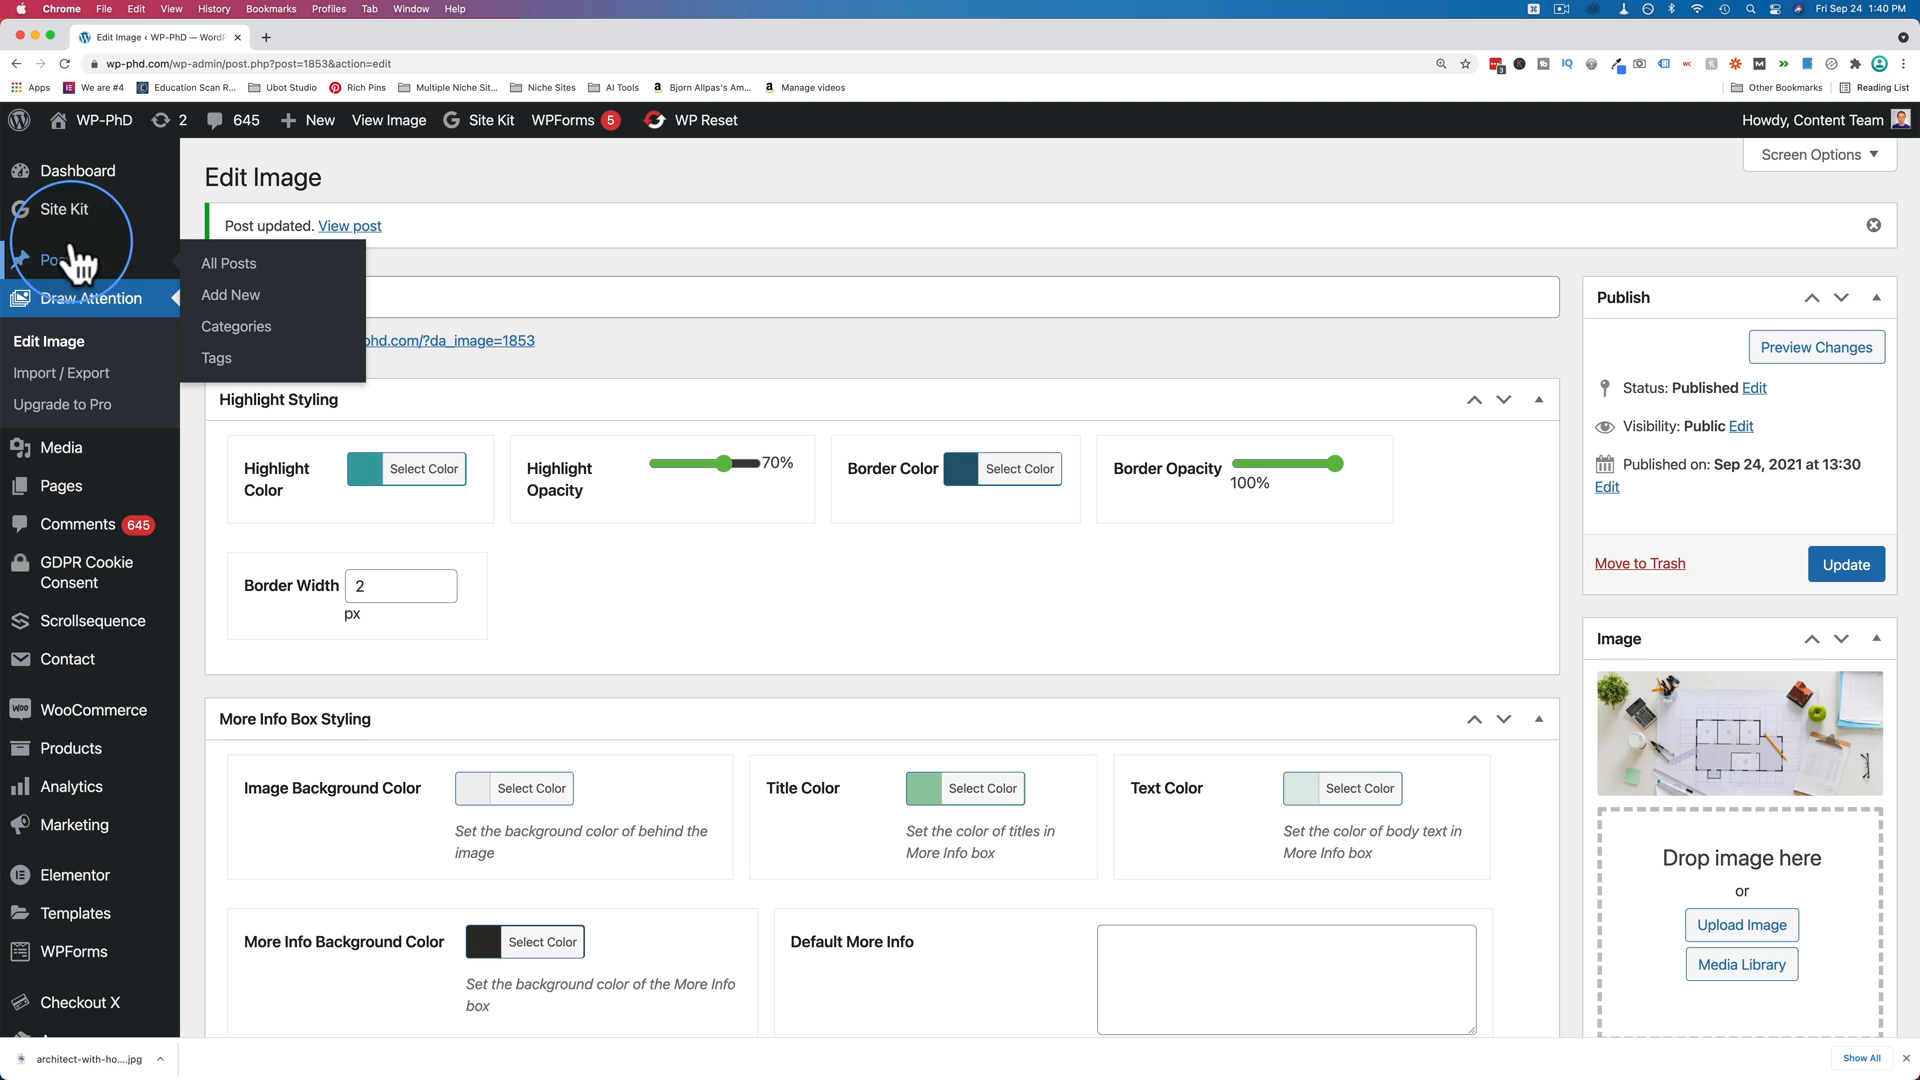 Chrome File Edit View History Bookmarks Profiles Tab Window Help
Fri Sep 24 1:40 PM
Edit Image ‹ WP-PhD — WordP
wp-phd.com/wp-admin/post.php?post=1853&action=edit
Apps We are #4 Education Scan R... Ubot Studio Rich Pins Multiple Niche Sit... Niche Sites AI Tools Bjorn Allpas's Am... Manage videos Other Bookmarks Reading List
WP-PhD 2 645 New View Image Site Kit WPForms 5 WP Reset Howdy, Content Team
Screen Options
Dashboard
Site Kit
Draw Attention
Edit Image
Import / Export
Upgrade to Pro
Media
Pages
Comments 645
GDPR Cookie
Consent
Scrollsequence
Contact
WooCommerce
Products
Analytics
Marketing
Elementor
Templates
WPForms
Checkout X
All Posts
Add New
Categories
Tags
Edit Image
Post updated. View post
phd.com/?da_image=1853
Highlight Styling
Highlight
Color
Select Color
Highlight
Opacity
70%
Border Color Select Color
Border Opacity
100%
Border Width 2
px
More Info Box Styling
Image Background Color Select Color
Set the background color of behind the
image
Title Color Select Color
Set the color of titles in
More Info box
Text Color Select Color
Set the color of body text in
More Info box
More Info Background Color Select Color
Set the background color of the More Info
box
Default More Info
Publish
Preview Changes
Status: Published Edit
Visibility: Public Edit
Published on: Sep 24, 2021 at 13:30
Edit
Move to Trash Update
Image
Drop image here
or
Upload Image
Media Library
architect-with-ho....jpg
Show All